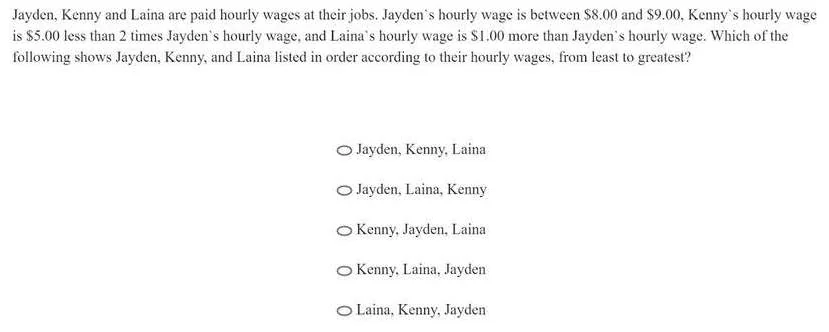 Jayden, Kenny and Laina are paid hourly wages at their jobs. Jayden`s hourly wage is between $8.00 and $9.00, Kenny`s hourly wage
is $5.00 less than 2 times Jayden`s hourly wage, and Laina`s hourly wage is $1.00 more than Jayden`s hourly wage. Which of the
following shows Jayden, Kenny, and Laina listed in order according to their hourly wages, from least to greatest?
Jayden, Kenny, Laina
Jayden, Laina, Kenny
Kenny, Jayden, Laina
Kenny, Laina, Jayden
Laina, Kenny, Jayden